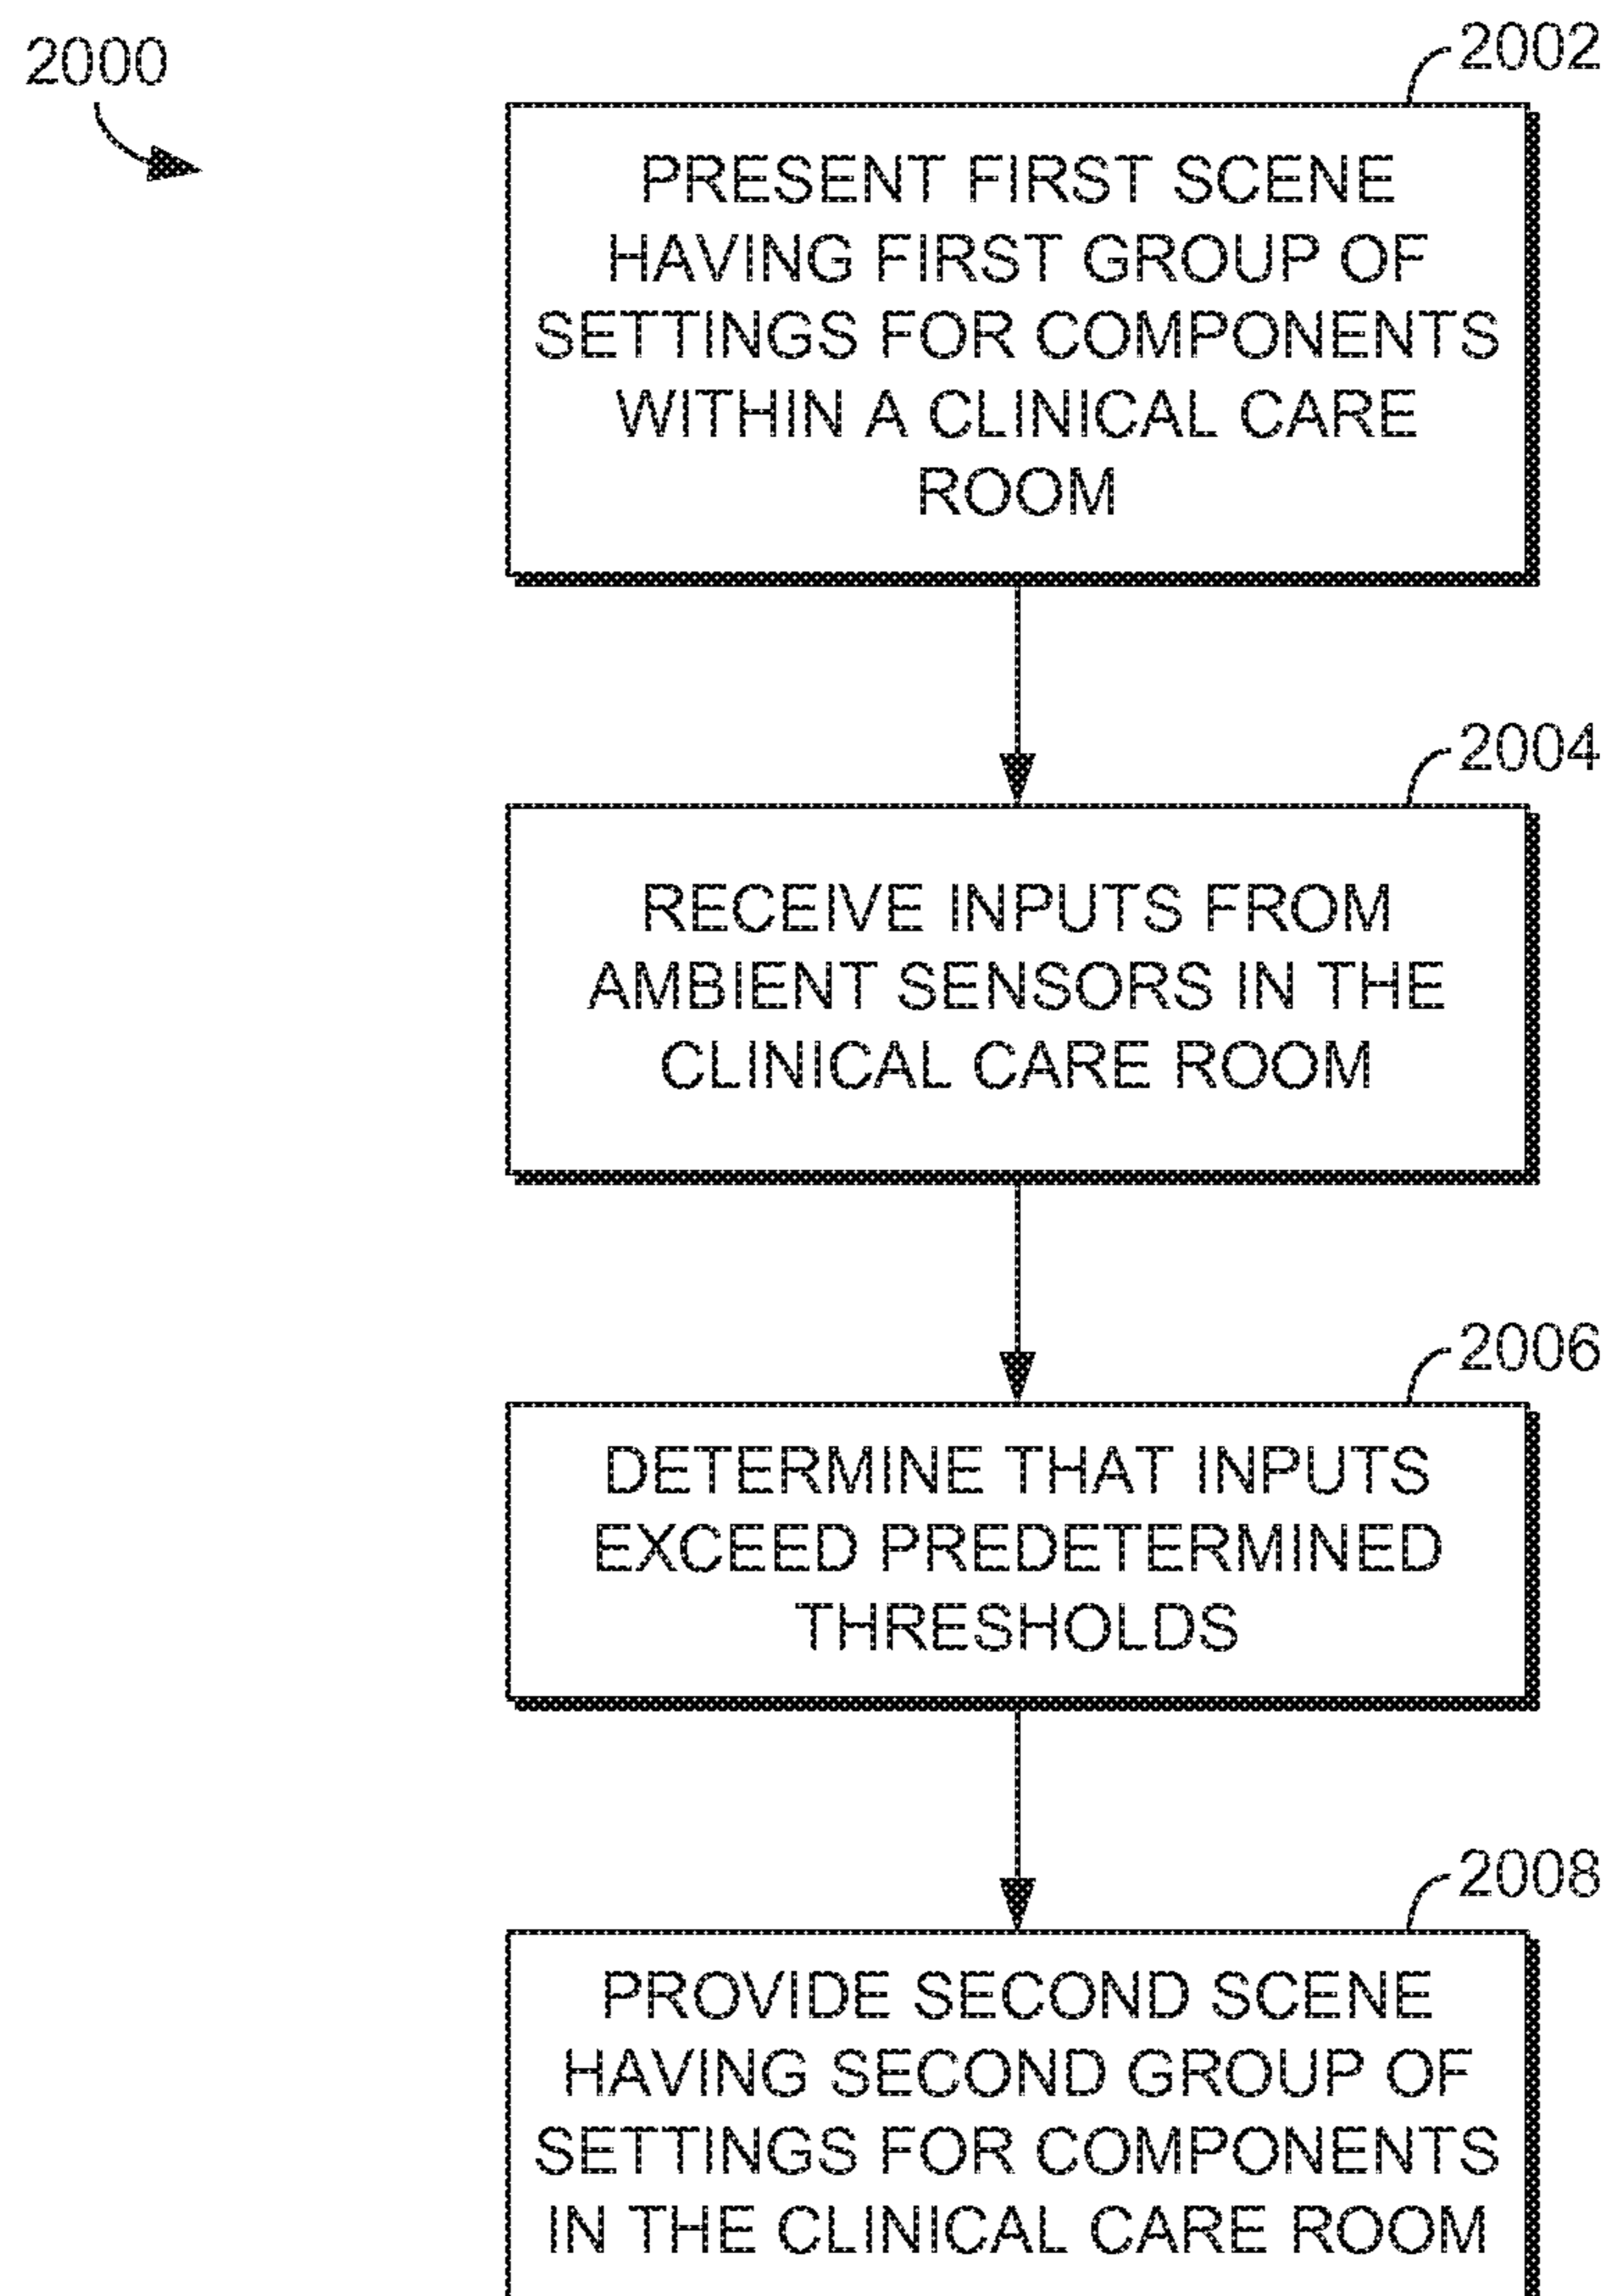 2000
2002
PRESENT FIRST SCENE
HAVING FIRST GROUP OF
SETTINGS FOR COMPONENTS
WITHIN A CLINICAL CARE
ROOM
2004
RECEIVE INPUTS FROM
AMBIENT SENSORS IN THE
CLINICAL CARE ROOM
2006
DETERMINE THAT INPUTS
EXCEED PREDETERMINED
THRESHOLDS
2008
PROVIDE SECOND SCENE
HAVING SECOND GROUP OF
SETTINGS FOR COMPONENTS
IN THE CLINICAL CARE ROOM